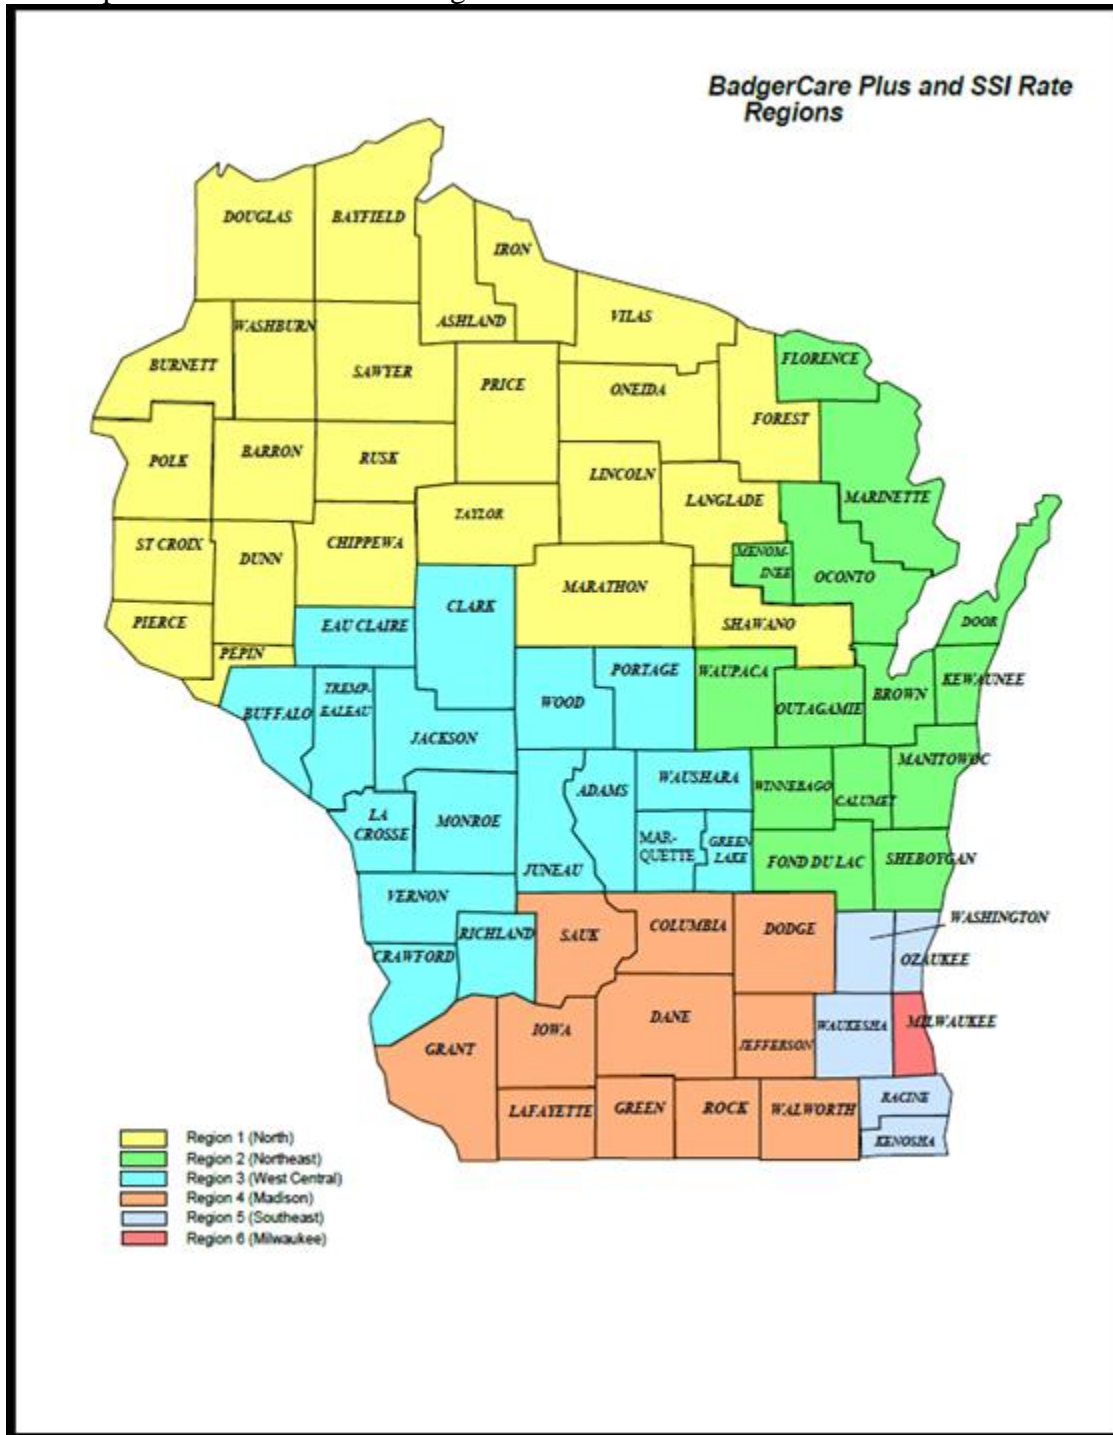 BadgerCare Plus and SSI Rate
Regions
DOUGLAS
BAYFIELD
IRON
ASHLAND
VILAS
WASHBURN
BURNETT
SAWYER
PRICE
ONEIDA
FLORENCE
FOREST
POLK
BARRON
RUSK
LINCOLN
LANGLADE
MARINETTE
TAYLOR
ST CROIX
DUNN
CHIPPEWA
MARATHON
MENOM-
INEE
OCONTO
CLARK
PIERCE
EAU CLAIRE
SHAWANO
DOOR
PEPIN
TREMP-
EALEAU
BUFFALO
JACKSON
WOOD
PORTAGE
WAUPACA
OUTAGAMIE
BROWN
KEWAUNEE
MANITOWOC
ADAMS
WAUSHARA
WINNEBAGO
CALUMET
LA
CROSSE
MONROE
JUNEAU
MAR-
QUETTE
GREEN
LAKE
FOND DU LAC
SHEBOYGAN
VERNON
RICHLAND
CRAWFORD
SAUK
COLUMBIA
DODGE
WASHINGTON
OZAUKEE
GRANT
IOWA
DANE
JEFFERSON
WAUKESHA
MILWAUKEE
LAFAYETTE
GREEN
ROCK
WALWORTH
RACINE
KENOSHA
Region 1 (North)
Region 2 (Northeast)
Region 3 (West Central)
Region 4 (Madison)
Region 5 (Southeast)
Region 6 (Milwaukee)